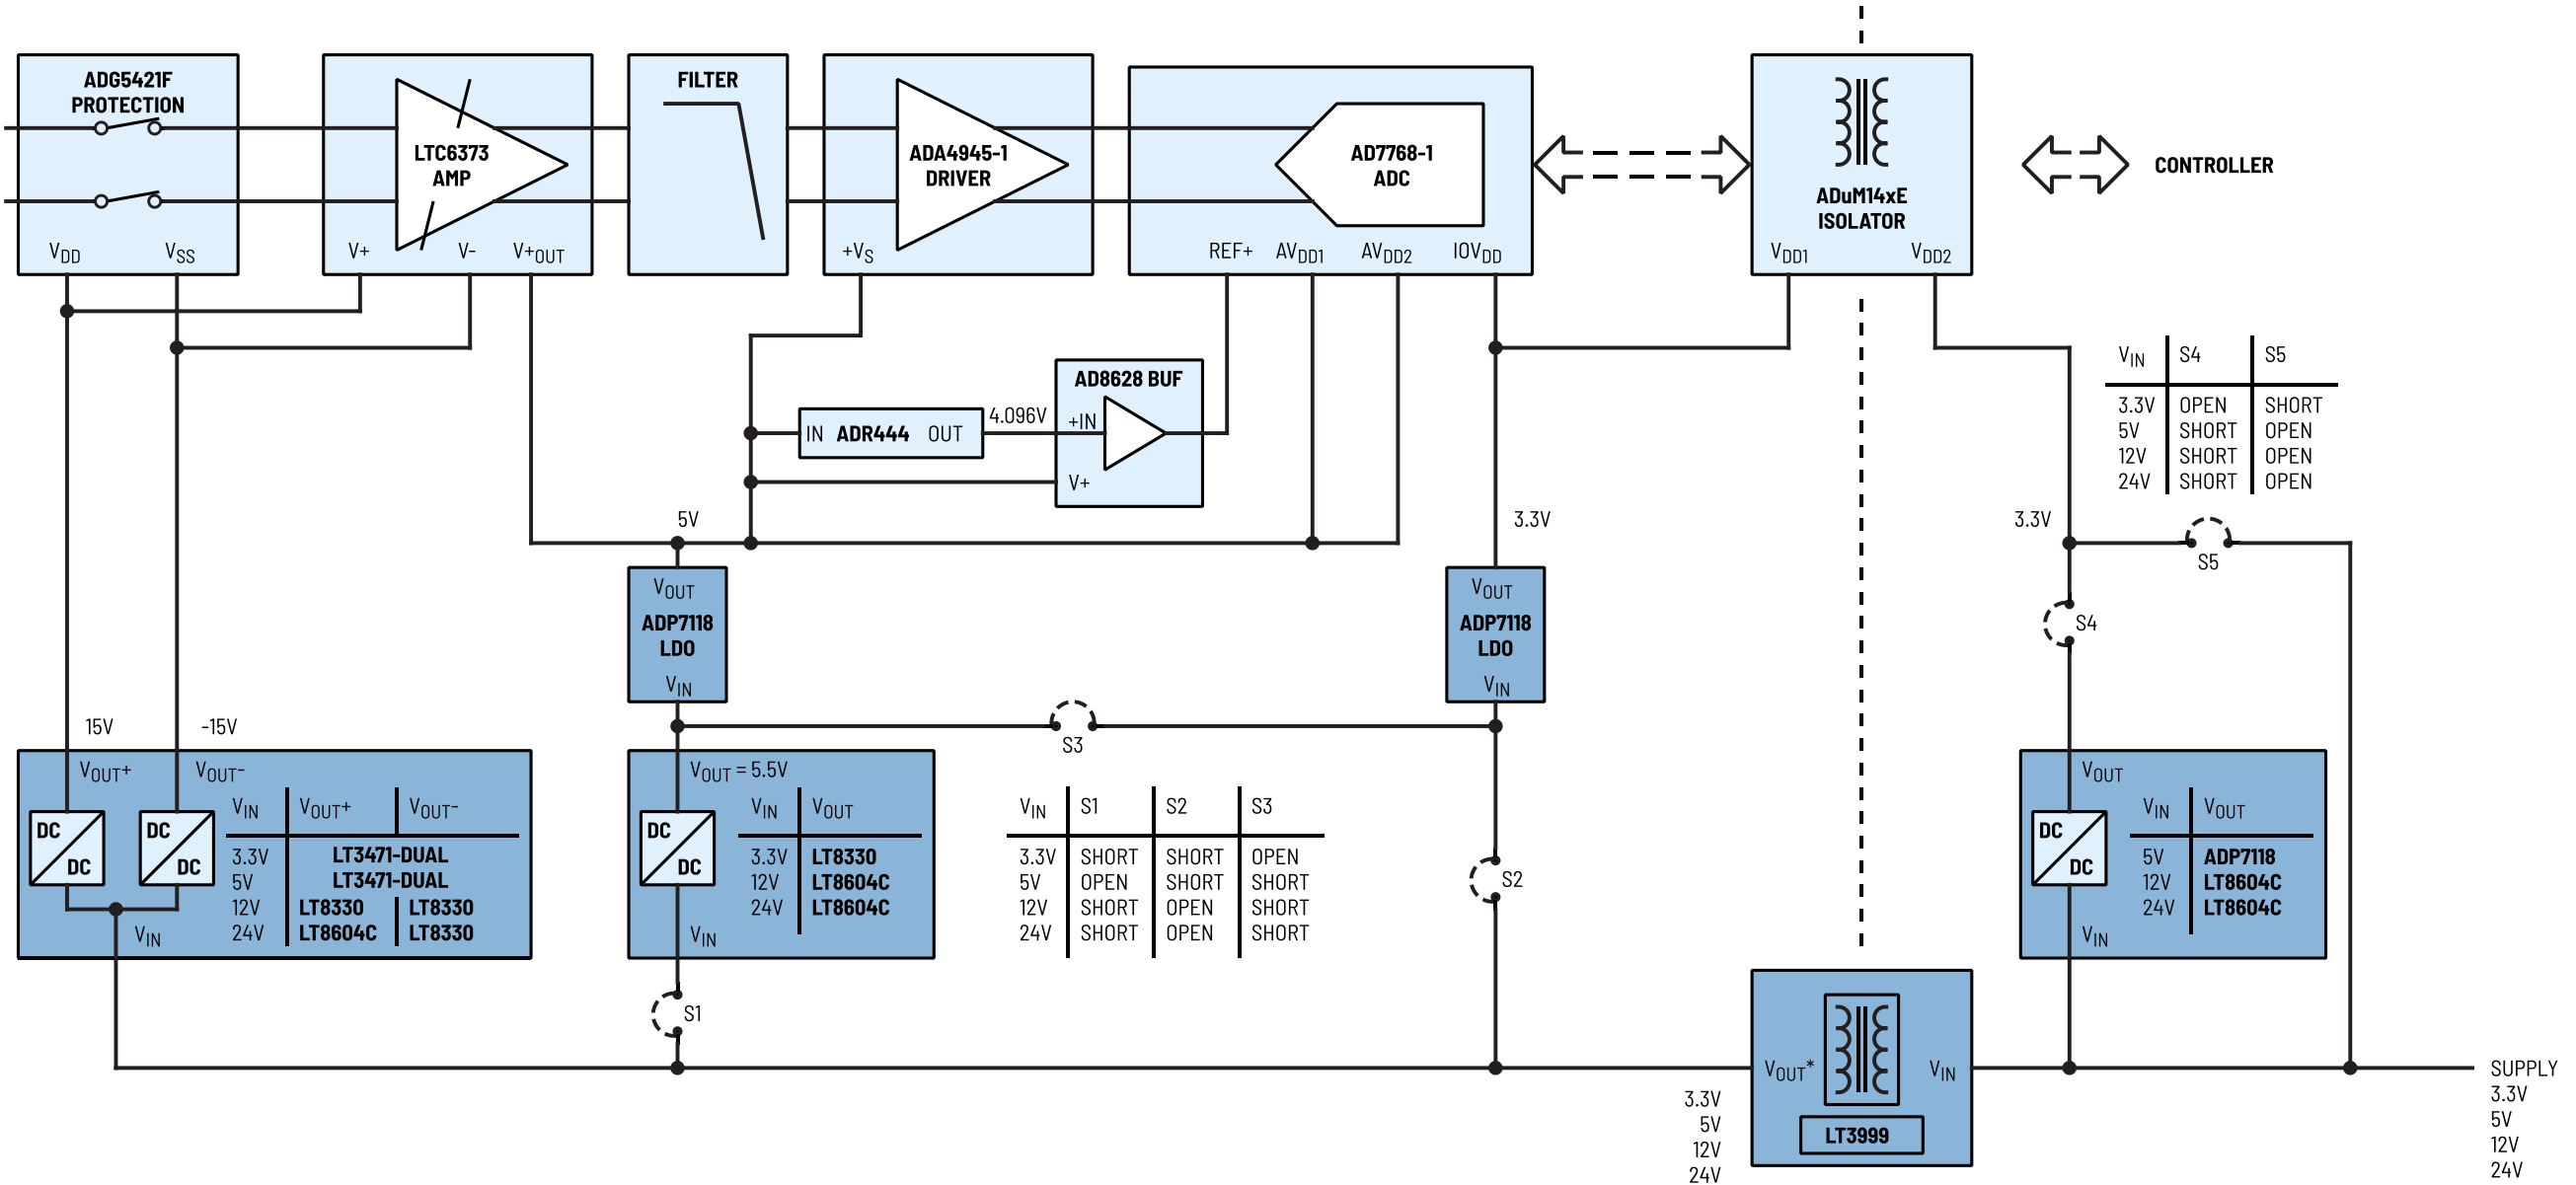 ADG5421F
PROTECTION
VDD
VSS
LTC6373
AMP
V+
V-
V+OUT
FILTER
ADA4945-1
DRIVER
+VS
AD7768-1
ADC
REF+
AVDD1
AVDD2
IOVDD
ADuM14xE
ISOLATOR
VDD1
VDD2
CONTROLLER
VIN S4 S5
3.3V OPEN SHORT
5V SHORT OPEN
12V SHORT OPEN
24V SHORT OPEN
AD8628 BUF
+IN
V+
IN ADR444 OUT
4.096V
5V
3.3V
3.3V
S5
S4
VOUT
ADP7118
LDO
VIN
VOUT
ADP7118
LDO
VIN
S3
15V
-15V
VOUT+
VOUT-
DC
DC
DC
DC
VIN
VIN VOUT+ VOUT-
3.3V LT3471-DUAL
5V LT3471-DUAL
12V LT8330 LT8330
24V LT8604C LT8330
VOUT = 5.5V
DC
DC
VIN
VIN VOUT
3.3V LT8330
12V LT8604C
24V LT8604C
S1
VIN S1 S2 S3
3.3V SHORT SHORT OPEN
5V OPEN SHORT SHORT
12V SHORT OPEN SHORT
24V SHORT OPEN SHORT
S2
VOUT
DC
DC
VIN
VIN VOUT
5V ADP7118
12V LT8604C
24V LT8604C
VOUT*
VIN
LT3999
3.3V
5V
12V
24V
SUPPLY
3.3V
5V
12V
24V